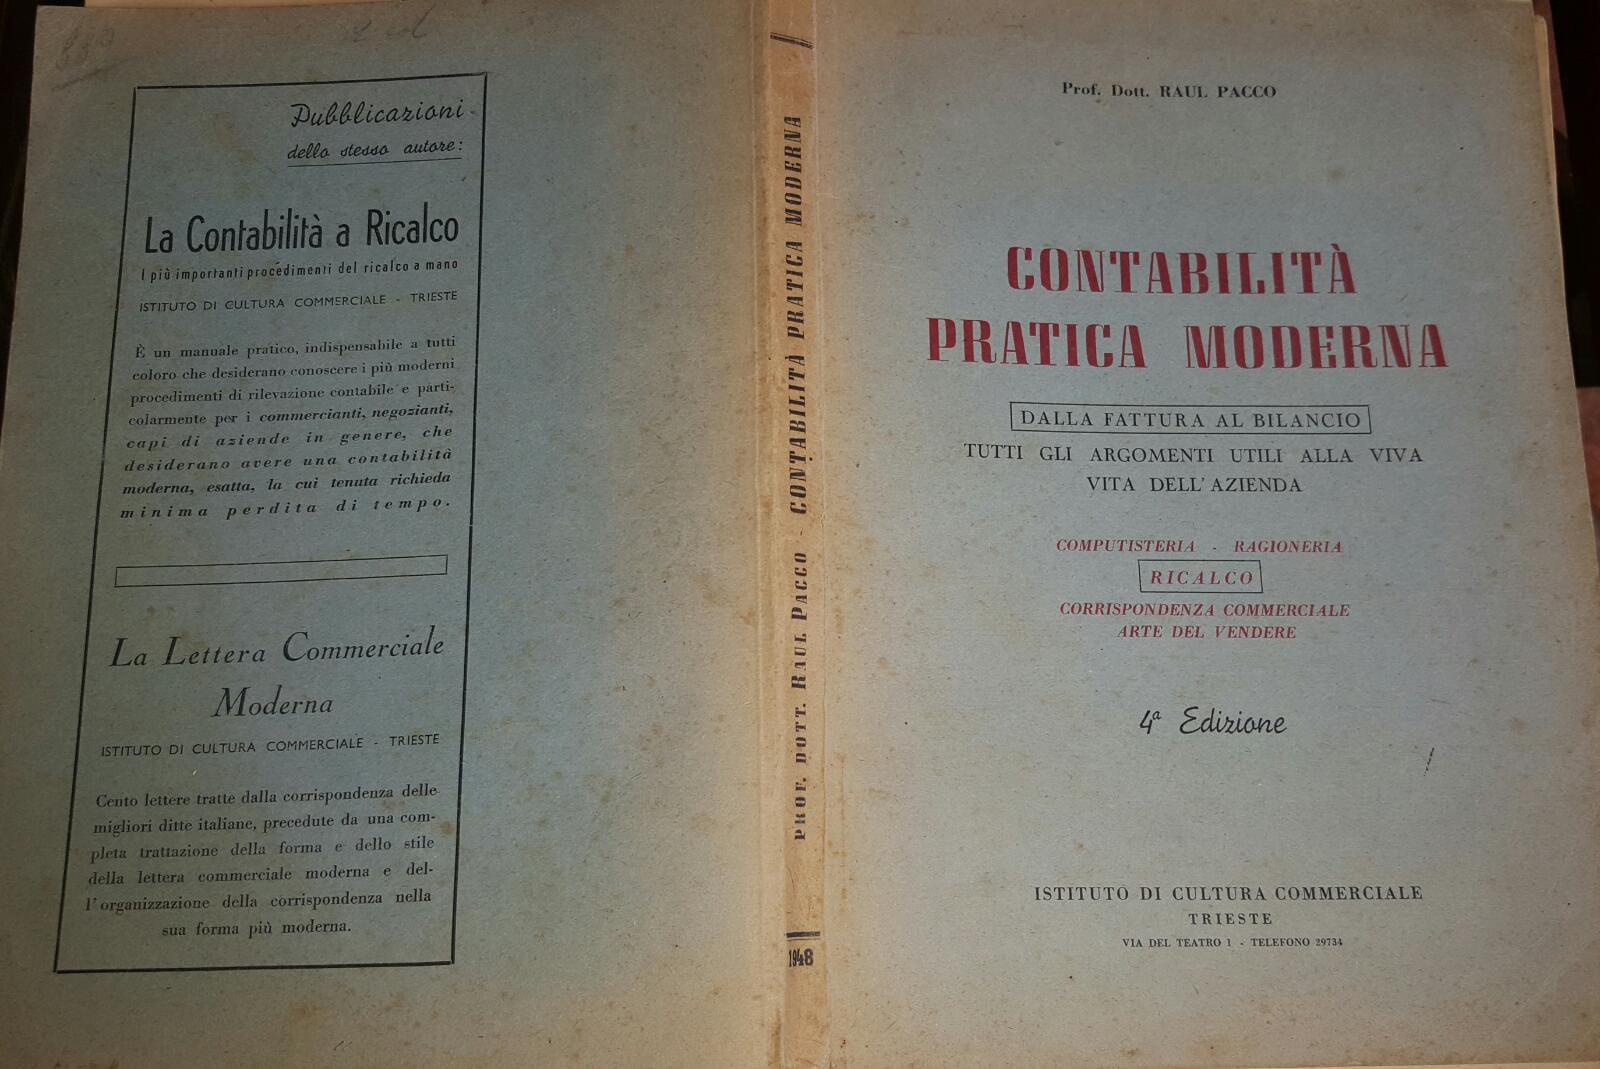 Pubblicazioni
dello stesso autore:
La Contabilità a Ricalco
I più importanti procedimenti del ricalco a mano
ISTITUTO DI CULTURA COMMERCIALE - TRIESTE
È un manuale pratico, indispensabile a tutti
coloro che desiderano conoscere i più moderni
procedimenti di rilevazione contabile e parti-
colarmente per i commercianti, negozianti,
capi di aziende in genere, che
desiderano avere una contabilità
moderna, esatta, la cui tenuta richieda
minima perdita di tempo.
La Lettera Commerciale
Moderna
ISTITUTO DI CULTURA COMMERCIALE - TRIESTE
Cento lettere tratte dalla corrispondenza delle
migliori ditte italiane, precedute da una com-
pleta trattazione della forma e dello stile
della lettera commerciale moderna e del-
l'organizzazione della corrispondenza nella
sua forma più moderna.
PROF. DOTT. RAUL PACCO - CONTABILITÀ PRATICA MODERNA
1948
Prof. Dott. RAUL PACCO
CONTABILITÀ
PRATICA MODERNA
DALLA FATTURA AL BILANCIO
TUTTI GLI ARGOMENTI UTILI ALLA VIVA
VITA DELL'AZIENDA
COMPUTISTERIA - RAGIONERIA
RICALCO
CORRISPONDENZA COMMERCIALE
ARTE DEL VENDERE
4ª Edizione
ISTITUTO DI CULTURA COMMERCIALE
TRIESTE
VIA DEL TEATRO 1 - TELEFONO 29734